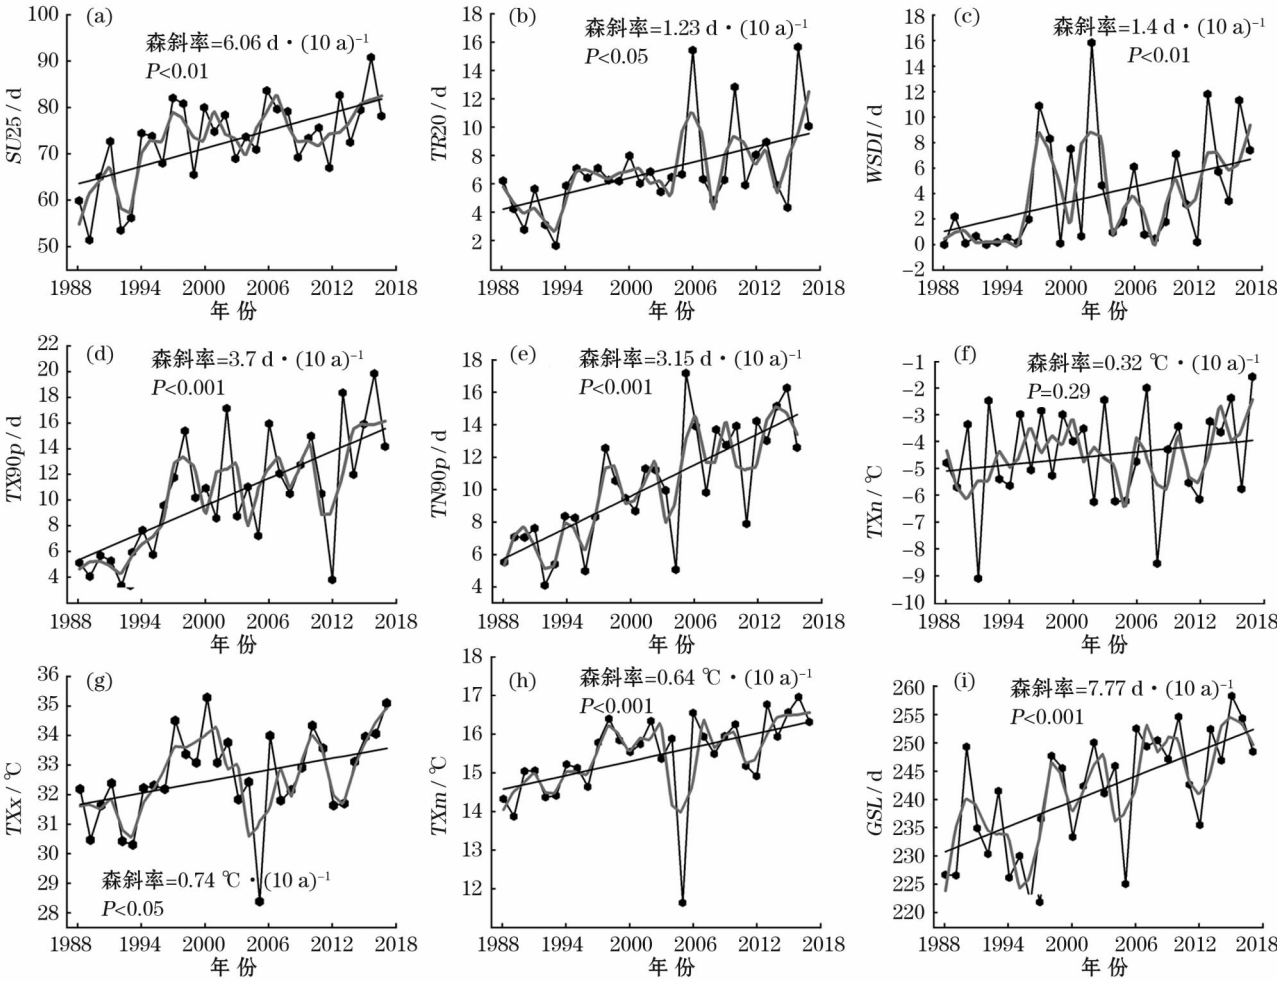 (a)
森斜率=6.06 d·(10 a)⁻¹
P<0.01
SU25 / d
100
90
80
70
60
50
1988 1994 2000 2006 2012 2018
年 份
(b)
森斜率=1.23 d·(10 a)⁻¹
P<0.05
TR20 / d
18
16
14
12
10
8
6
4
2
1988 1994 2000 2006 2012 2018
年 份
(c)
森斜率=1.4 d·(10 a)⁻¹
P<0.01
WSDI / d
18
16
14
12
10
8
6
4
2
0
−2
1988 1994 2000 2006 2012 2018
年 份
(d)
森斜率=3.7 d·(10 a)⁻¹
P<0.001
TX90p / d
22
20
18
16
14
12
10
8
6
4
1988 1994 2000 2006 2012 2018
年 份
(e)
森斜率=3.15 d·(10 a)⁻¹
P<0.001
TN90p / d
18
16
14
12
10
8
6
4
1988 1994 2000 2006 2012 2018
年 份
(f)
森斜率=0.32 ℃·(10 a)⁻¹
P=0.29
TXn / ℃
−1
−2
−3
−4
−5
−6
−7
−8
−9
−10
1988 1994 2000 2006 2012 2018
年 份
(g)
森斜率=0.74 ℃·(10 a)⁻¹
P<0.05
TXx / ℃
36
35
34
33
32
31
30
29
28
1988 1994 2000 2006 2012 2018
年 份
(h)
森斜率=0.64 ℃·(10 a)⁻¹
P<0.001
TXm / ℃
18
17
16
15
14
13
12
1988 1994 2000 2006 2012 2018
年 份
(i)
森斜率=7.77 d·(10 a)⁻¹
P<0.001
GSL / d
260
255
250
245
240
235
230
225
220
1988 1994 2000 2006 2012 2018
年 份